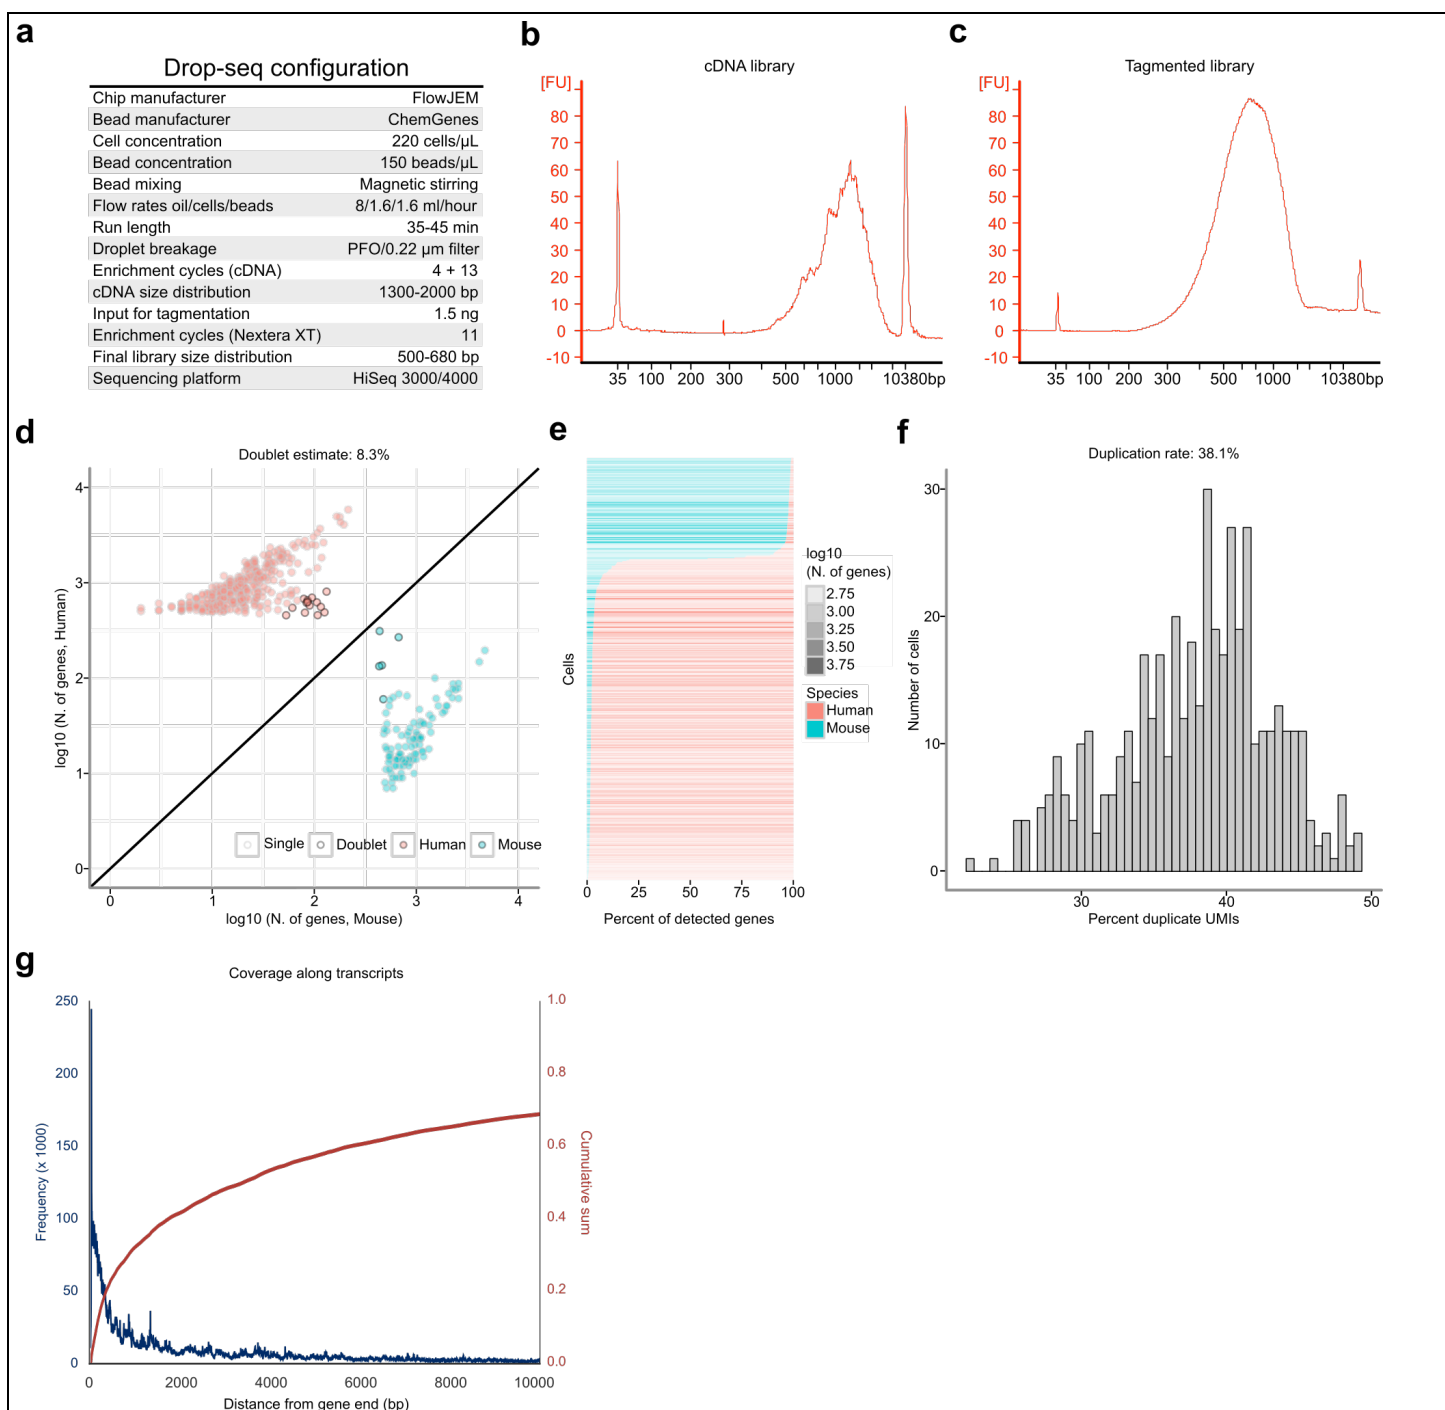 a
Drop-seq configuration
Chip manufacturer FlowJEM
Bead manufacturer ChemGenes
Cell concentration 220 cells/µL
Bead concentration 150 beads/µL
Bead mixing Magnetic stirring
Flow rates oil/cells/beads 8/1.6/1.6 ml/hour
Run length 35-45 min
Droplet breakage PFO/0.22 µm filter
Enrichment cycles (cDNA) 4 + 13
cDNA size distribution 1300-2000 bp
Input for tagmentation 1.5 ng
Enrichment cycles (Nextera XT) 11
Final library size distribution 500-680 bp
Sequencing platform HiSeq 3000/4000
b
cDNA library
[FU]
80
70
60
50
40
30
20
10
0
-10
35 100 200 300 500 1000 10380bp
c
Tagmented library
[FU]
80
70
60
50
40
30
20
10
0
-10
35 100 200 300 500 1000 10380bp
d
Doublet estimate: 8.3%
log10 (N. of genes, Human)
4
3
2
1
0
Single Doublet Human Mouse
0 1 2 3 4
log10 (N. of genes, Mouse)
e
Cells
0 25 50 75 100
Percent of detected genes
log10
(N. of genes)
2.75
3.00
3.25
3.50
3.75
Species
Human
Mouse
f
Duplication rate: 38.1%
Number of cells
30
20
10
0
30 40 50
Percent duplicate UMIs
g
Coverage along transcripts
Frequency (x 1000)
250
200
150
100
50
0
1.0
0.8
0.6
0.4
0.2
0.0
Cumulative sum
0 2000 4000 6000 8000 10000
Distance from gene end (bp)